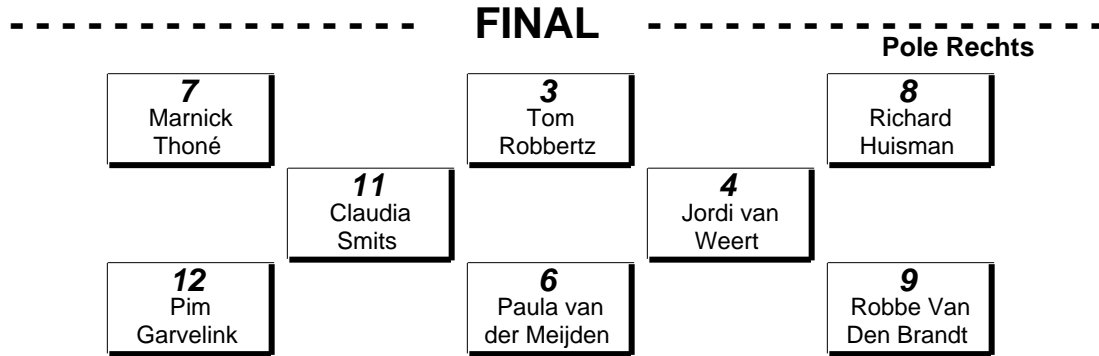 FINAL
Pole Rechts
7
Marnick
Thoné
3
Tom
Robbertz
8
Richard
Huisman
11
Claudia
Smits
4
Jordi van
Weert
12
Pim
Garvelink
6
Paula van
der Meijden
9
Robbe Van
Den Brandt